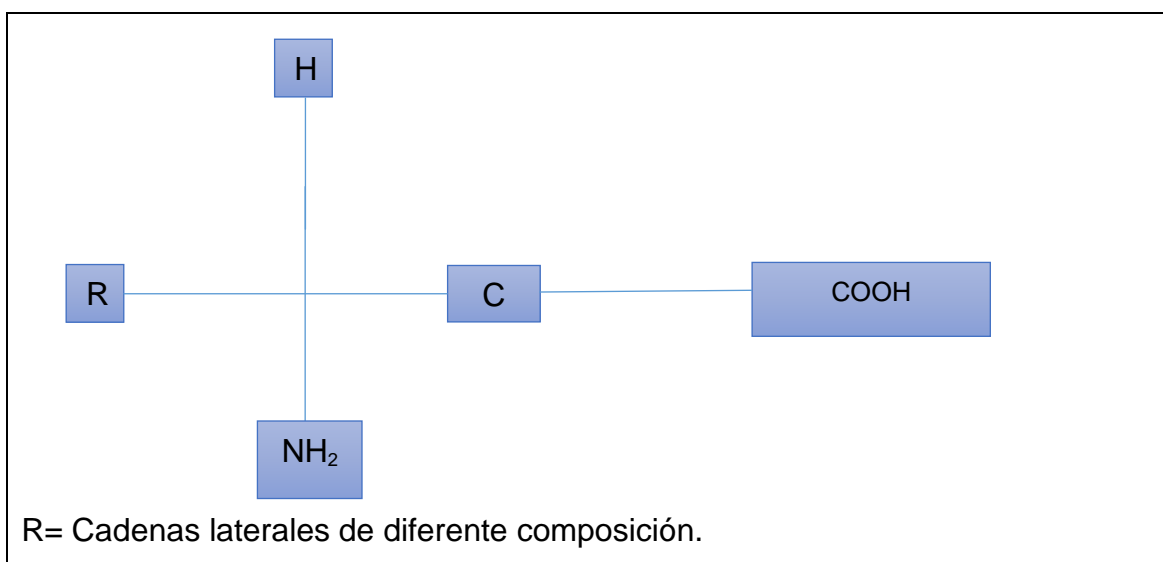 H
R
C
COOH
NH₂
R= Cadenas laterales de diferente composición.